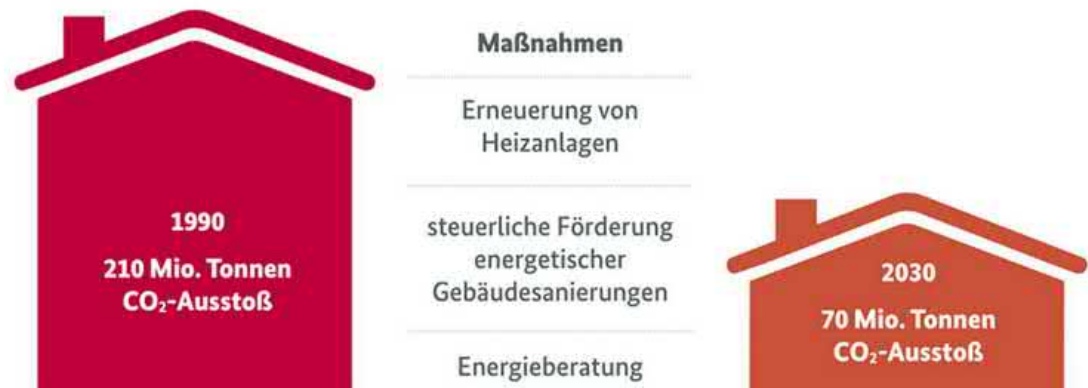 1990
210 Mio. Tonnen
CO₂-Ausstoß
Maßnahmen
Erneuerung von
Heizanlagen
steuerliche Förderung
energetischer
Gebäudesanierungen
Energieberatung
2030
70 Mio. Tonnen
CO₂-Ausstoß